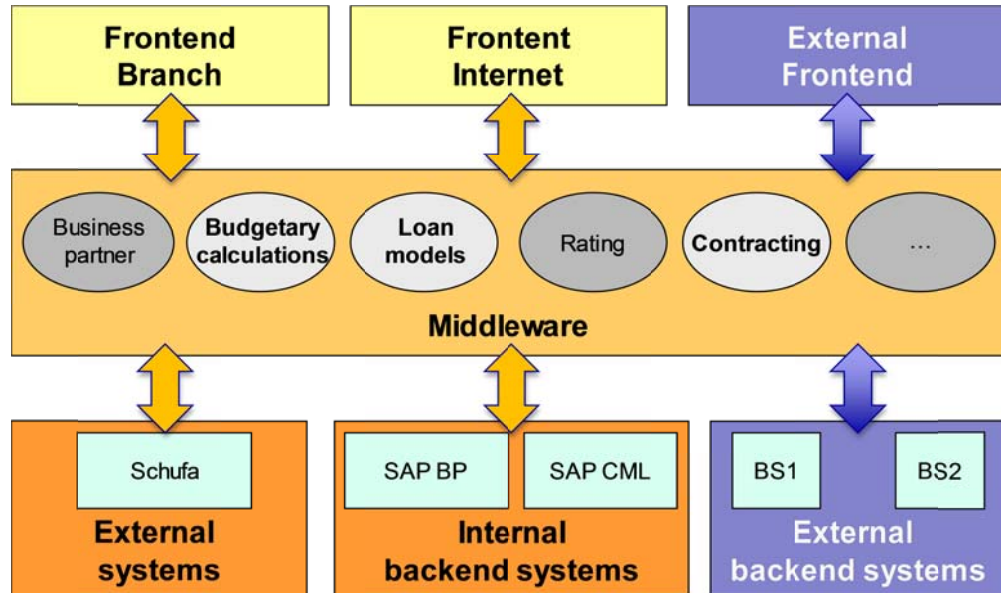 Frontend
Branch
Frontent
Internet
External
Frontend
Business
partner
Budgetary
calculations
Loan
models
Rating
Contracting
...
Middleware
Schufa
External
systems
SAP BP
SAP CML
Internal
backend systems
BS1
BS2
External
backend systems